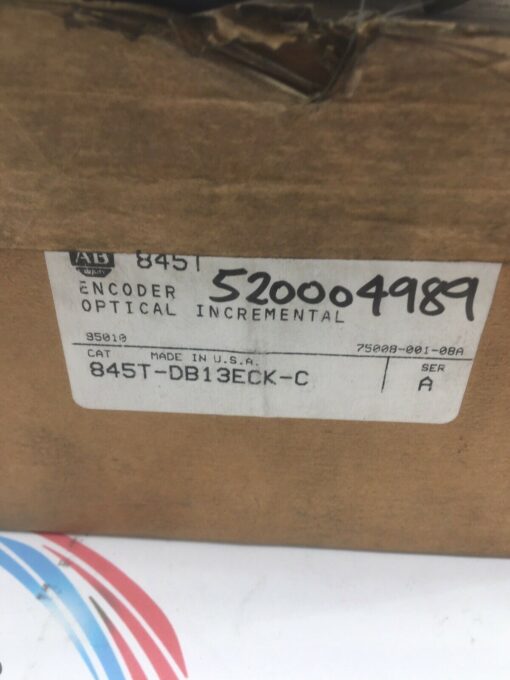 AB 845T
ENCODER 520004989
OPTICAL INCREMENTAL
95010 75008-001-08A
CAT MADE IN U.S.A. SER
845T-DB13ECK-C A